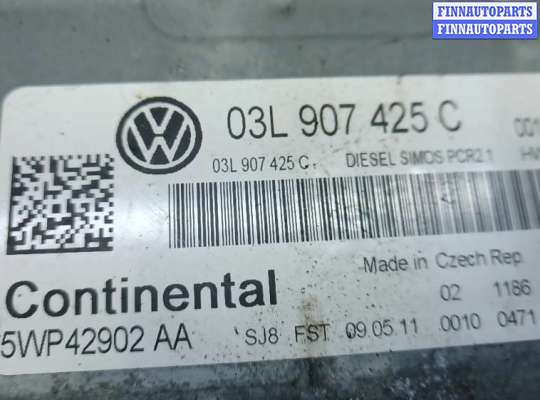 FINNAUTOPARTS
FINNAUTOPARTS
03L 907 425 C
03L 907 425 C. DIESEL SIMOS PCR2.1
Made in Czech Rep.
Continental 02 1186
5WP42902 AA SJ8 FST 09.05.11 0010 0471